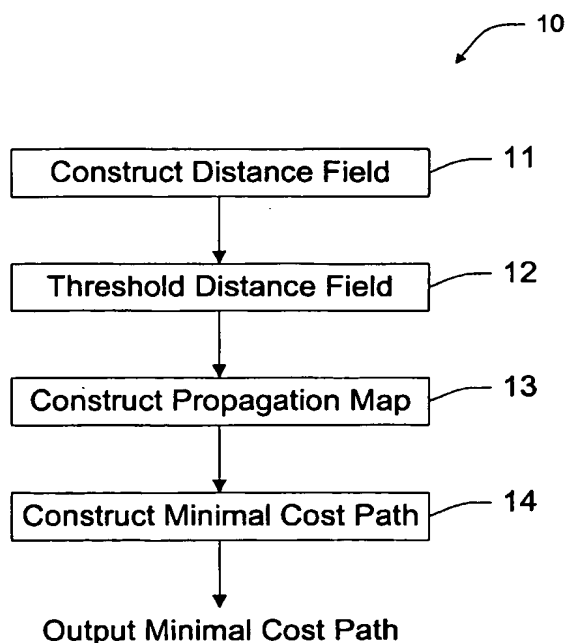 10
Construct Distance Field 11
Threshold Distance Field 12
Construct Propagation Map 13
Construct Minimal Cost Path 14
Output Minimal Cost Path